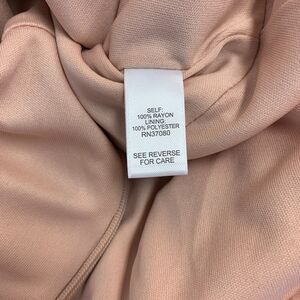 SELF:
100% RAYON
LINING:
100% POLYESTER
RN37080
SEE REVERSE
FOR CARE